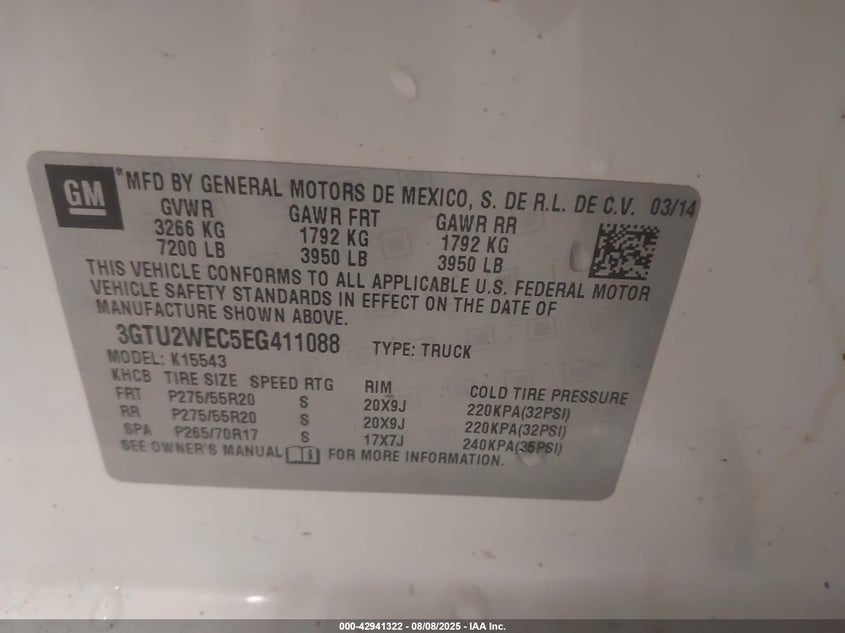 GM ® MFD BY GENERAL MOTORS DE MEXICO, S. DE R.L. DE C.V. 03/14
GVWR GAWR FRT GAWR RR
3266 KG 1792 KG 1792 KG
7200 LB 3950 LB 3950 LB
THIS VEHICLE CONFORMS TO ALL APPLICABLE U.S. FEDERAL MOTOR
VEHICLE SAFETY STANDARDS IN EFFECT ON THE DATE OF
MANUFACTURE SHOWN ABOVE.
3GTU2WEC5EG411088 TYPE: TRUCK
MODEL: K15543
KHCB TIRE SIZE SPEED RTG RIM COLD TIRE PRESSURE
FRT P275/55R20 S 20X9J 220KPA(32PSI)
RR P275/55R20 S 20X9J 220KPA(32PSI)
SPA P265/70R17 S 17X7J 240KPA(35PSI)
SEE OWNER'S MANUAL i FOR MORE INFORMATION.
000-42941322 - 08/08/2025 - IAA Inc.